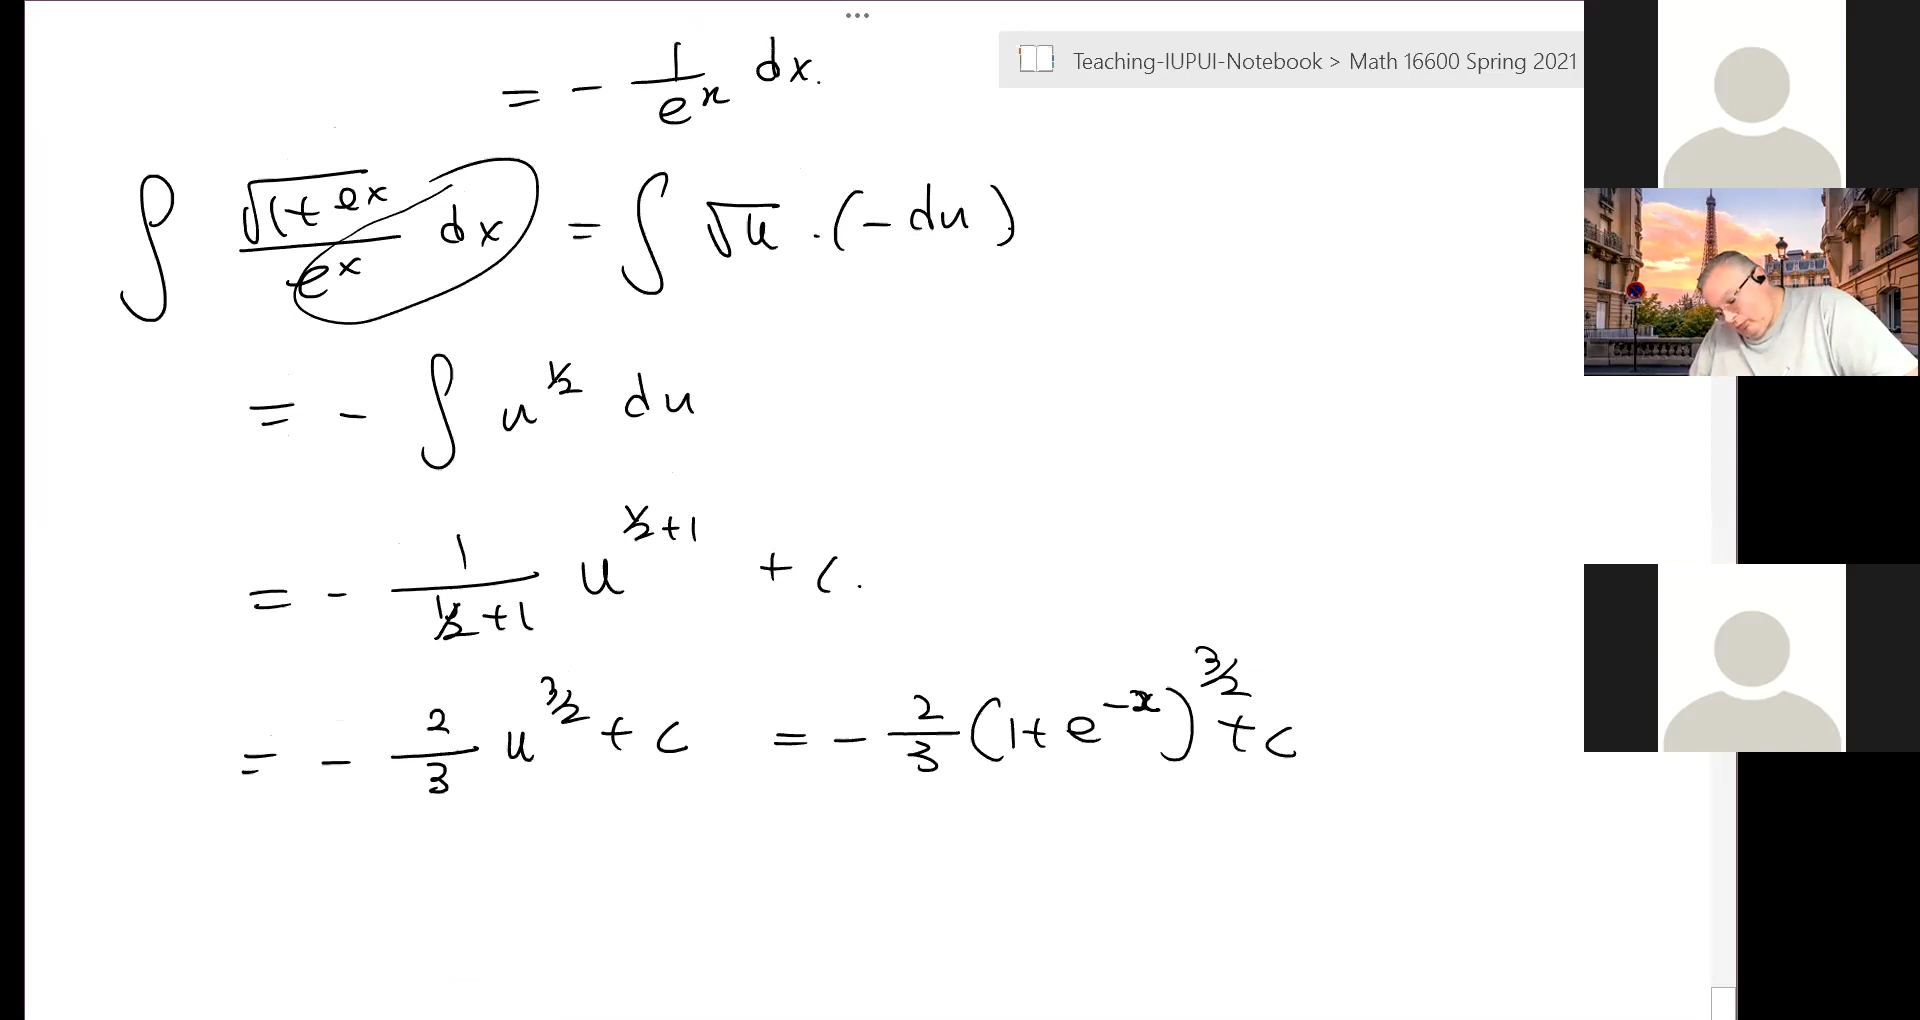 Teaching-IUPUI-Notebook > Math 16600 Spring 2021
= - 1/e^x dx.
∫ √(1+e^x)/e^x dx = ∫ √u · (-du)
= - ∫ u^(1/2) du
= - 1/(1/2+1) u^(1/2+1) + C.
= - 2/3 u^(3/2) + C = - 2/3 (1+e^(-x))^(3/2) + C